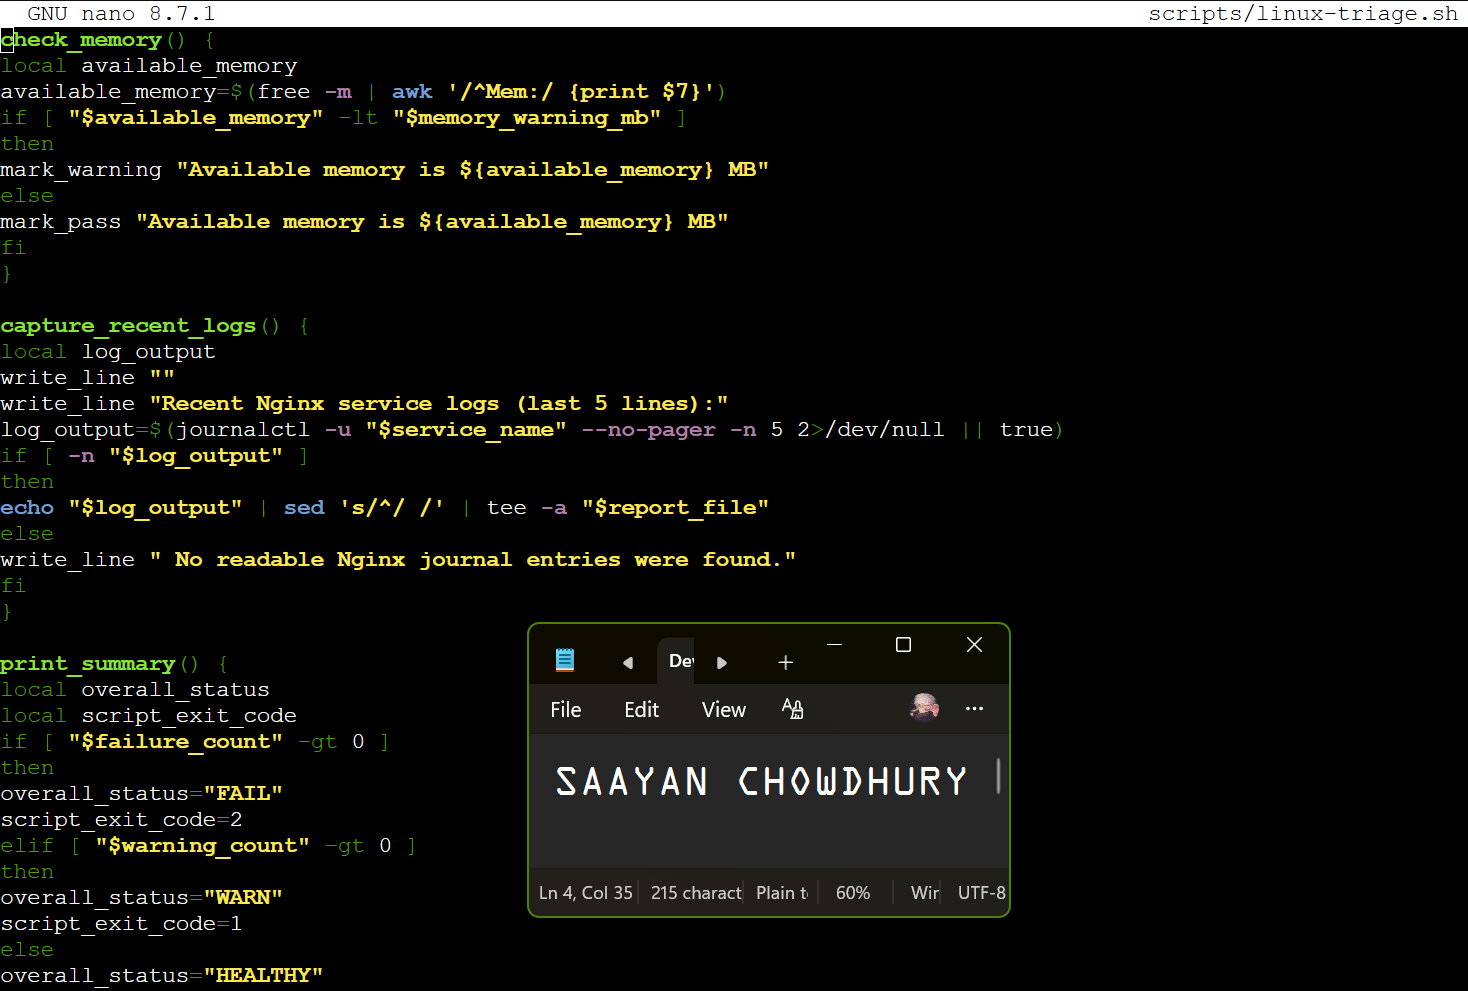 GNU nano 8.7.1 scripts/linux-triage.sh
check_memory() {
local available_memory
available_memory=$(free -m | awk '/^Mem:/ {print $7}')
if [ "$available_memory" -lt "$memory_warning_mb" ]
then
mark_warning "Available memory is ${available_memory} MB"
else
mark_pass "Available memory is ${available_memory} MB"
fi
}
capture_recent_logs() {
local log_output
write_line ""
write_line "Recent Nginx service logs (last 5 lines):"
log_output=$(journalctl -u "$service_name" --no-pager -n 5 2>/dev/null || true)
if [ -n "$log_output" ]
then
echo "$log_output" | sed 's/^/ /' | tee -a "$report_file"
else
write_line " No readable Nginx journal entries were found."
fi
}
print_summary() {
local overall_status
local script_exit_code
if [ "$failure_count" -gt 0 ]
then
overall_status="FAIL"
script_exit_code=2
elif [ "$warning_count" -gt 0 ]
then
overall_status="WARN"
script_exit_code=1
else
overall_status="HEALTHY"
De
File Edit View
SAAYAN CHOWDHURY
Ln 4, Col 35 215 charact Plain t 60% Wir UTF-8